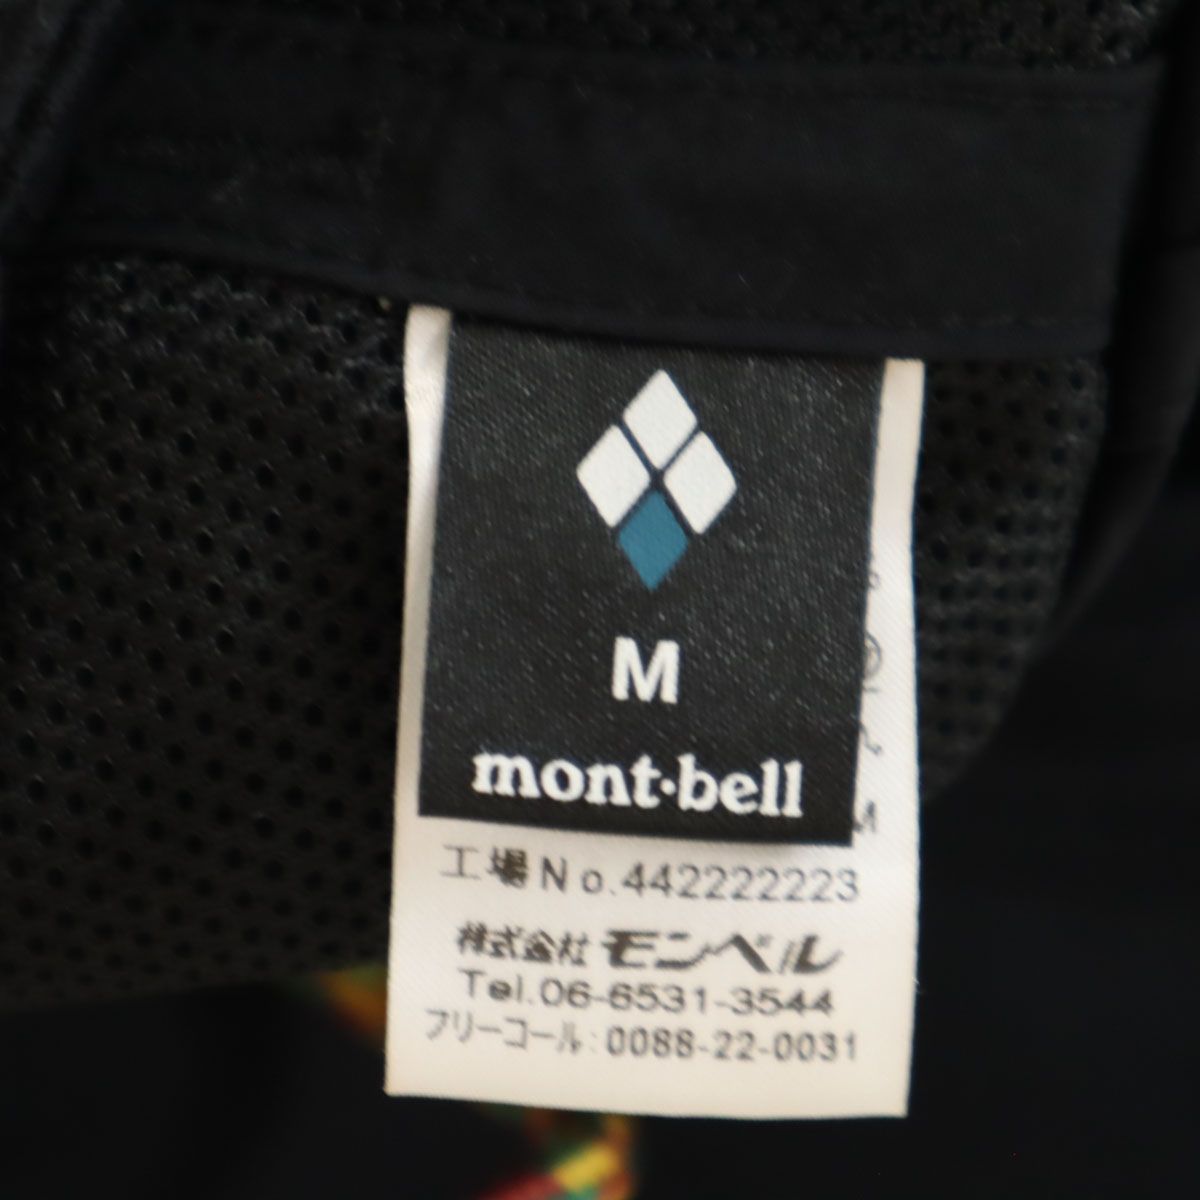 M
mont·bell
工場No.442222223
株式会社 モンベル
Tel.06-6531-3544
フリーコール:0088-22-0031